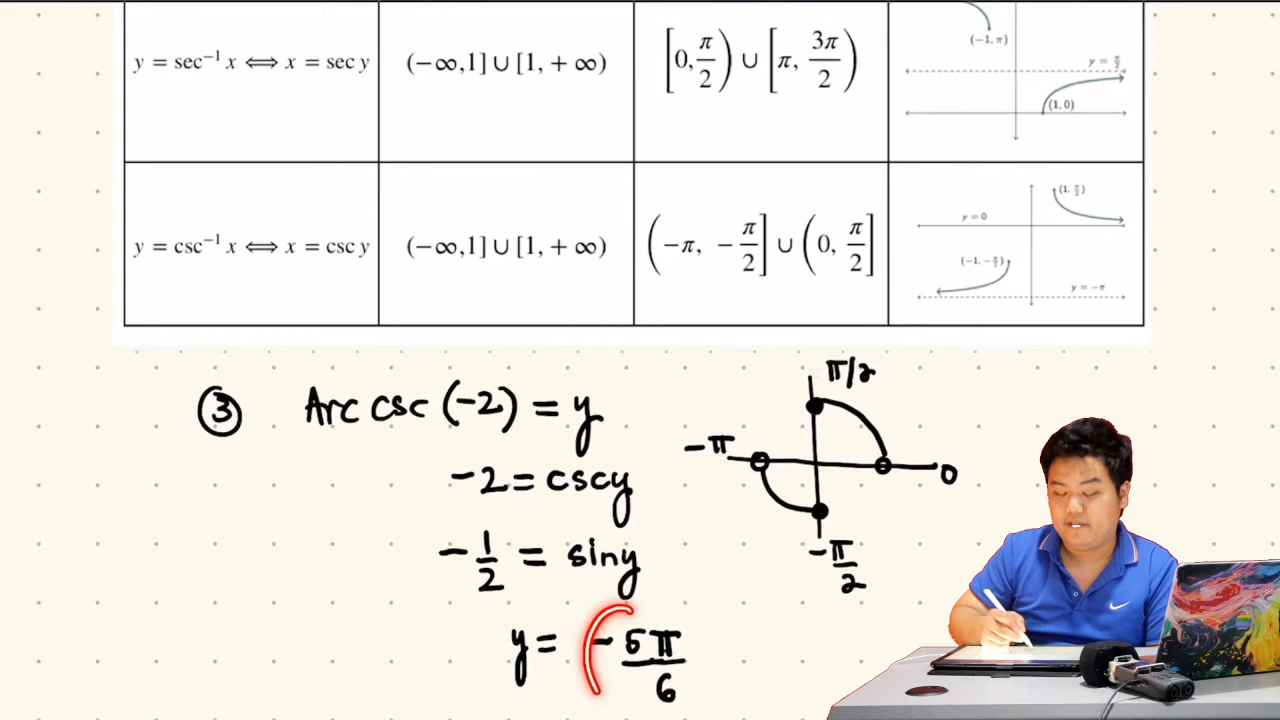 (-1, π)
y = sec⁻¹ x ⟺ x = sec y (−∞,1] ∪ [1, + ∞) [0, π/2) ∪ [π, 3π/2)
y = π/2
(1, 0)
(1, π/2)
y = 0
y = csc⁻¹ x ⟺ x = csc y (−∞,1] ∪ [1, + ∞) (−π, −π/2] ∪ (0, π/2]
(−1, −π/2)
y = −π
③ Arc csc (-2) = y
-2 = cscy
-1/2 = siny
y = -5π/6
π/2
-π
0
-π/2